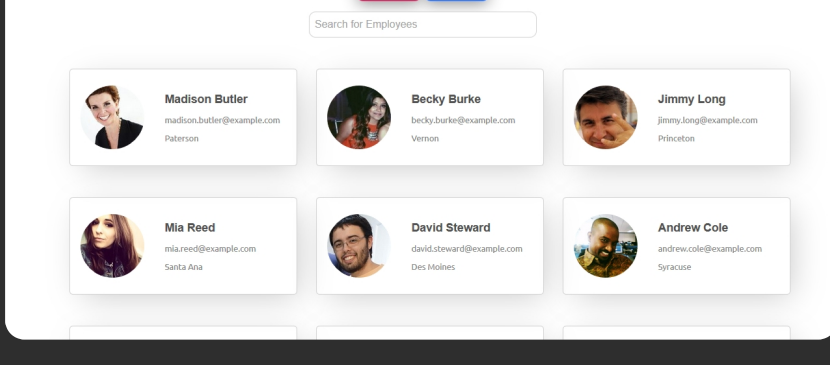 Search for Employees
Madison Butler
madison.butler@example.com
Paterson
Becky Burke
becky.burke@example.com
Vernon
Jimmy Long
jimmy.long@example.com
Princeton
Mia Reed
mia.reed@example.com
Santa Ana
David Steward
david.steward@example.com
Des Moines
Andrew Cole
andrew.cole@example.com
Syracuse